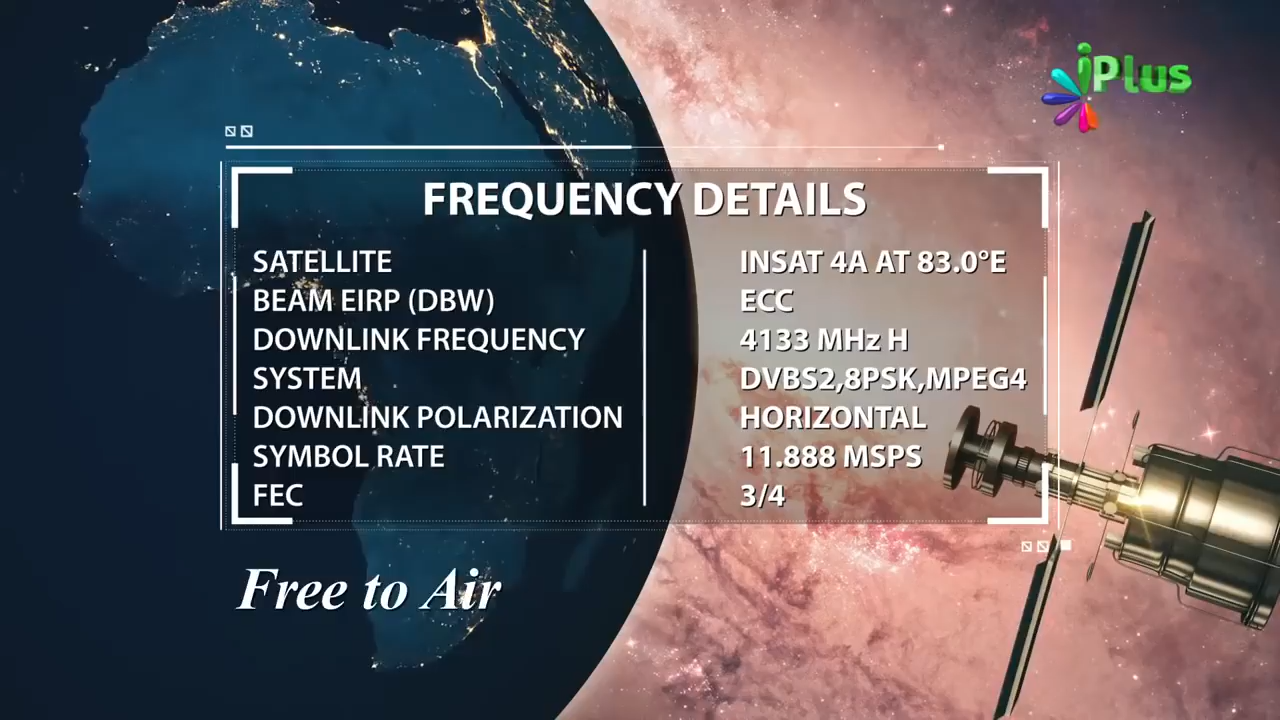 iPlus
FREQUENCY DETAILS
SATELLITE INSAT 4A AT 83.0°E
BEAM EIRP (DBW) ECC
DOWNLINK FREQUENCY 4133 MHz H
SYSTEM DVBS2,8PSK,MPEG4
DOWNLINK POLARIZATION HORIZONTAL
SYMBOL RATE 11.888 MSPS
FEC 3/4
Free to Air